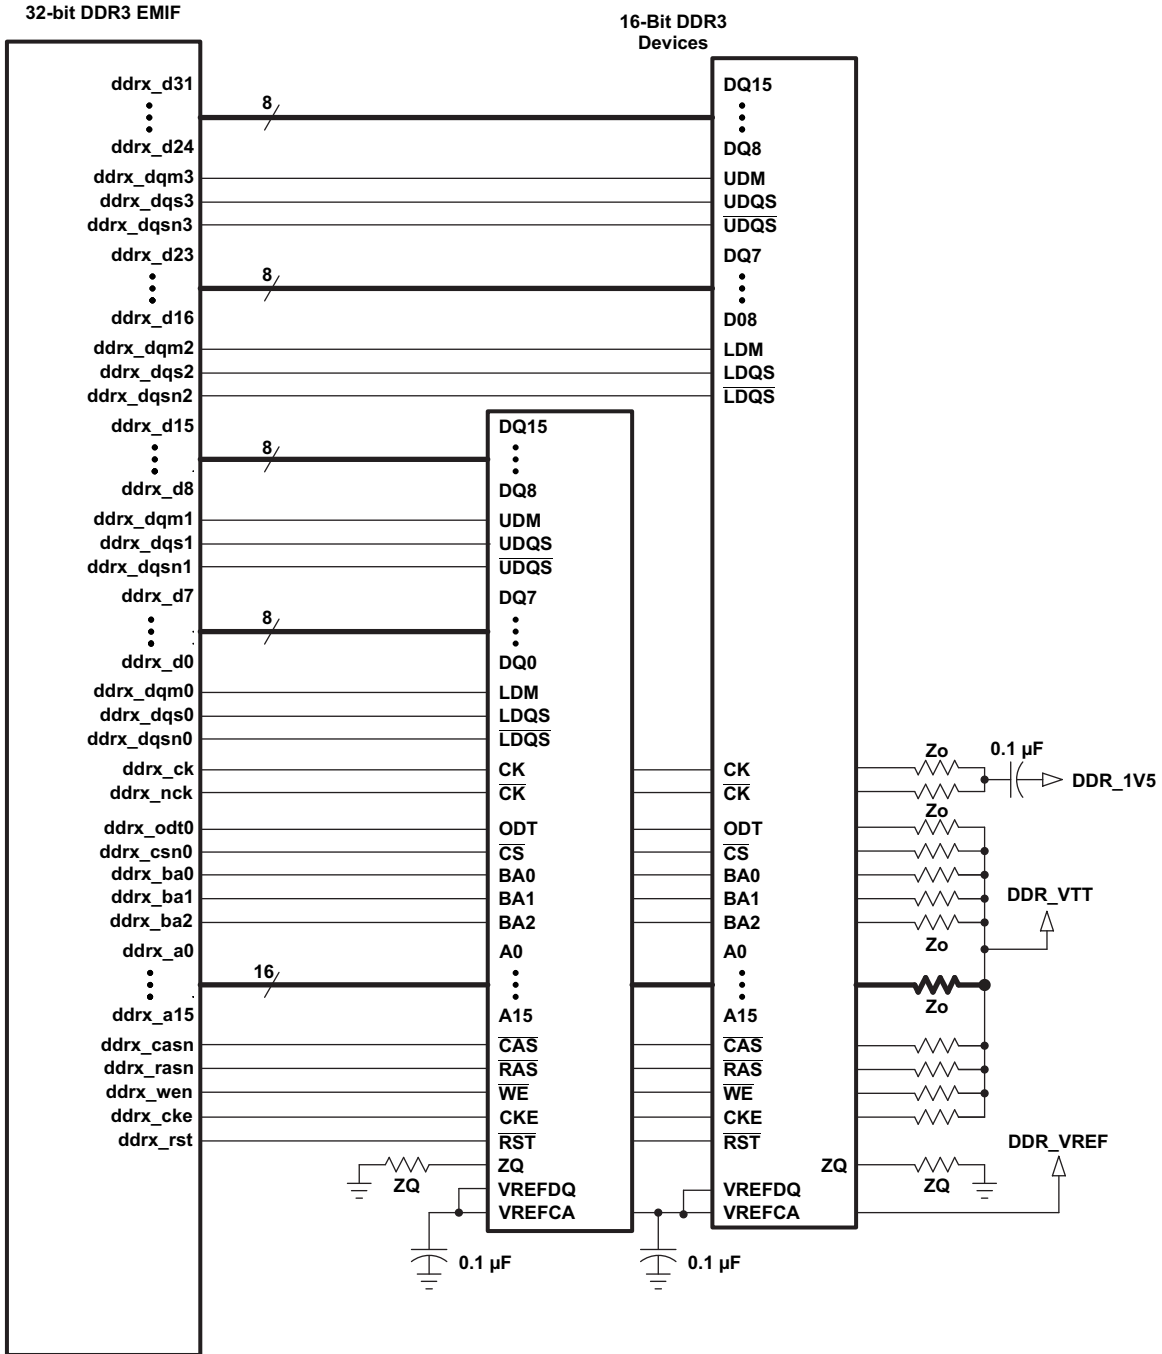 32-bit DDR3 EMIF
16-Bit DDR3
Devices
ddrx_d31
8
DQ15
ddrx_d24
DQ8
ddrx_dqm3
UDM
ddrx_dqs3
UDQS
ddrx_dqsn3
UDQS
ddrx_d23
8
DQ7
ddrx_d16
D08
ddrx_dqm2
LDM
ddrx_dqs2
LDQS
ddrx_dqsn2
LDQS
ddrx_d15
8
DQ15
ddrx_d8
DQ8
ddrx_dqm1
UDM
ddrx_dqs1
UDQS
ddrx_dqsn1
UDQS
ddrx_d7
8
DQ7
ddrx_d0
DQ0
ddrx_dqm0
LDM
ddrx_dqs0
LDQS
ddrx_dqsn0
LDQS
Zo
0.1 µF
ddrx_ck
CK
CK
DDR_1V5
ddrx_nck
CK
CK
Zo
ddrx_odt0
ODT
ODT
ddrx_csn0
CS
CS
ddrx_ba0
BA0
BA0
ddrx_ba1
BA1
BA1
DDR_VTT
ddrx_ba2
BA2
BA2
Zo
ddrx_a0
A0
A0
16
Zo
ddrx_a15
A15
A15
ddrx_casn
CAS
CAS
ddrx_rasn
RAS
RAS
ddrx_wen
WE
WE
ddrx_cke
CKE
CKE
ddrx_rst
RST
RST
DDR_VREF
ZQ
ZQ
ZQ
ZQ
VREFDQ
VREFDQ
VREFCA
VREFCA
0.1 µF
0.1 µF